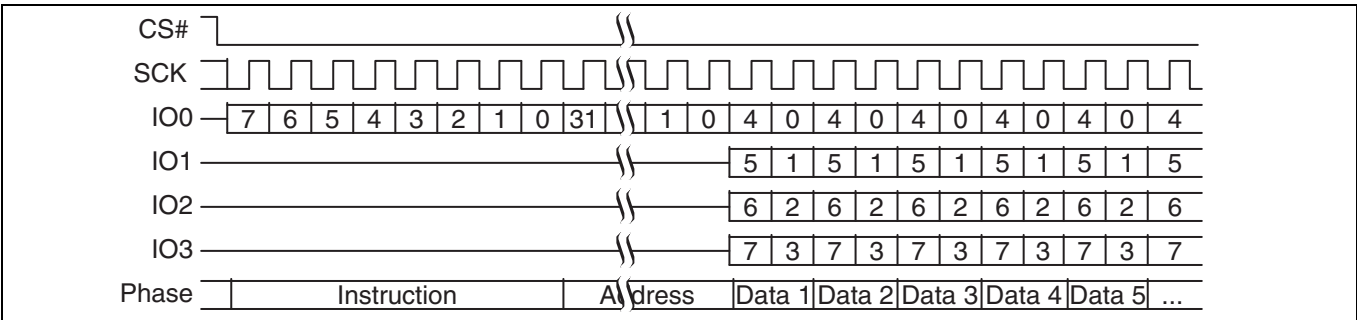 CS#
SCK
IO0 7 6 5 4 3 2 1 0 31 1 0 4 0 4 0 4 0 4 0 4 0 4
IO1 5 1 5 1 5 1 5 1 5 1 5
IO2 6 2 6 2 6 2 6 2 6 2 6
IO3 7 3 7 3 7 3 7 3 7 3 7
Phase Instruction Address Data 1 Data 2 Data 3 Data 4 Data 5 ...